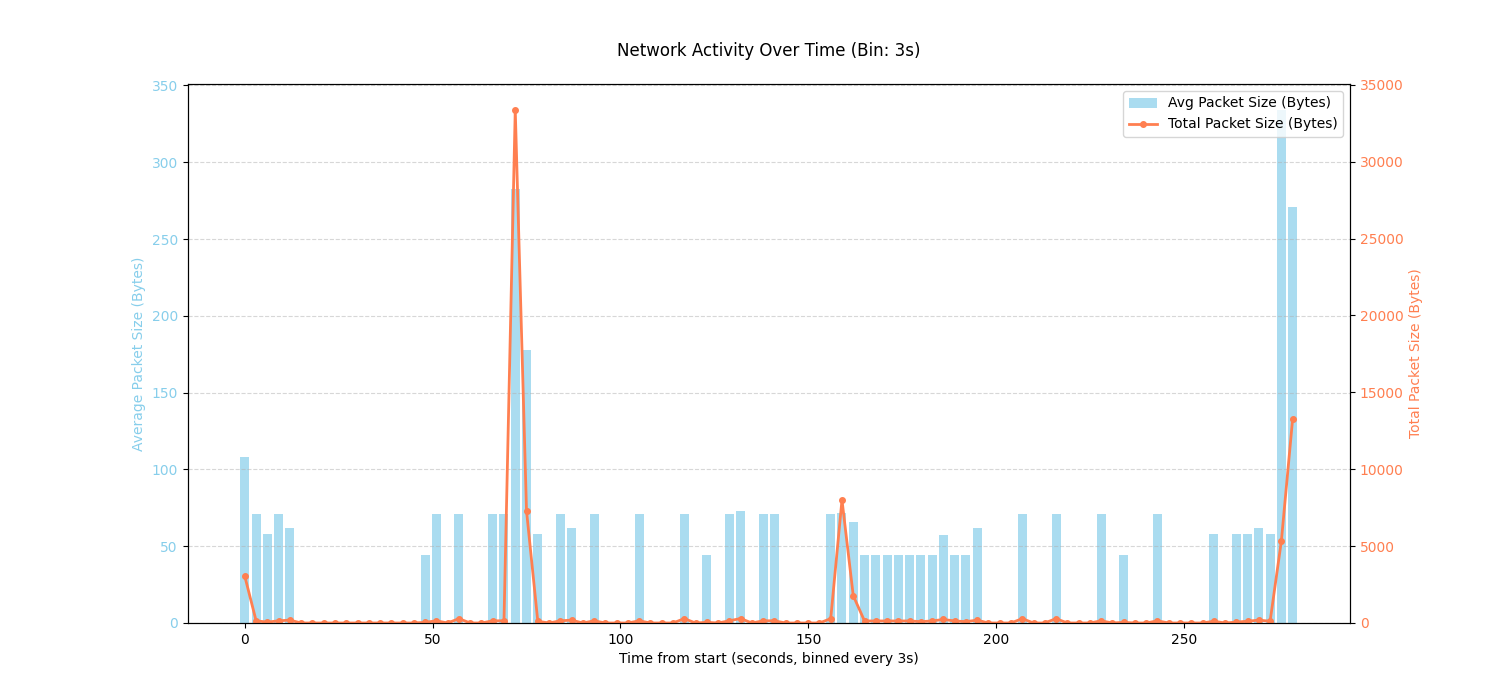 Network Activity Over Time (Bin: 3s)
Avg Packet Size (Bytes)
Total Packet Size (Bytes)
350
300
250
200
150
100
50
0
Average Packet Size (Bytes)
35000
30000
25000
20000
15000
10000
5000
0
Total Packet Size (Bytes)
0 50 100 150 200 250
Time from start (seconds, binned every 3s)